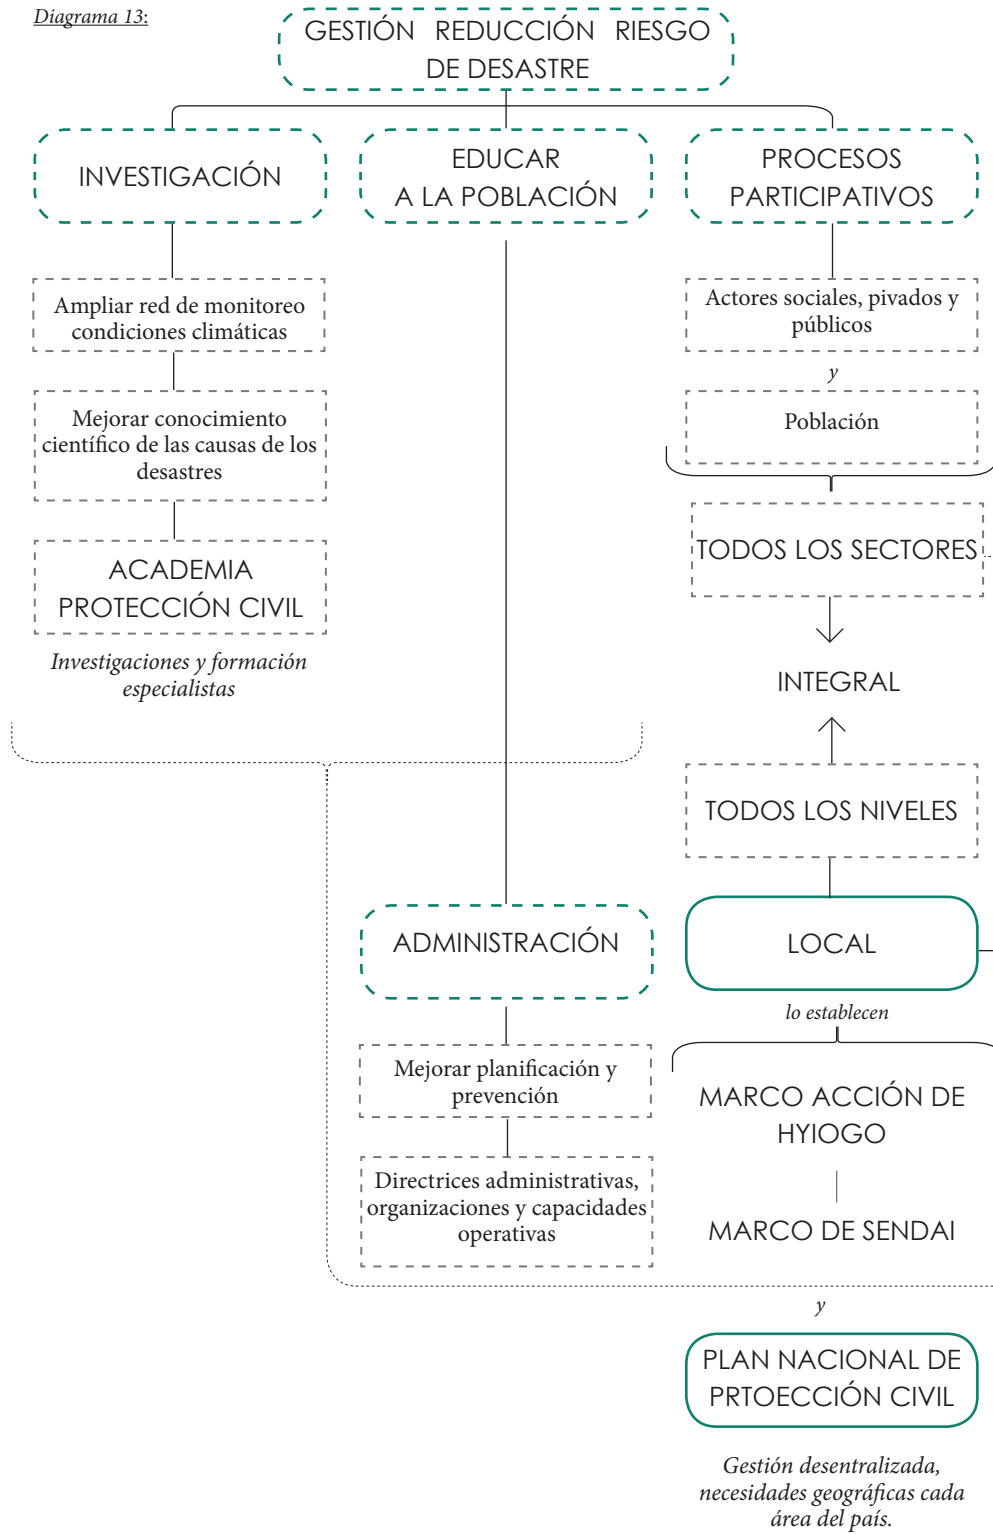 Diagrama 13:
GESTIÓN REDUCCIÓN RIESGO
DE DESASTRE
INVESTIGACIÓN
EDUCAR
A LA POBLACIÓN
PROCESOS
PARTICIPATIVOS
Ampliar red de monitoreo
condiciones climáticas
Mejorar conocimiento
científico de las causas de los
desastres
ACADEMIA
PROTECCIÓN CIVIL
Investigaciones y formación
especialistas
Actores sociales, pivados y
públicos
y
Población
TODOS LOS SECTORES
INTEGRAL
TODOS LOS NIVELES
ADMINISTRACIÓN
Mejorar planificación y
prevención
Directrices administrativas,
organizaciones y capacidades
operativas
LOCAL
lo establecen
MARCO ACCIÓN DE
HYIOGO
MARCO DE SENDAI
y
PLAN NACIONAL DE
PRTOECCIÓN CIVIL
Gestión desentralizada,
necesidades geográficas cada
área del país.